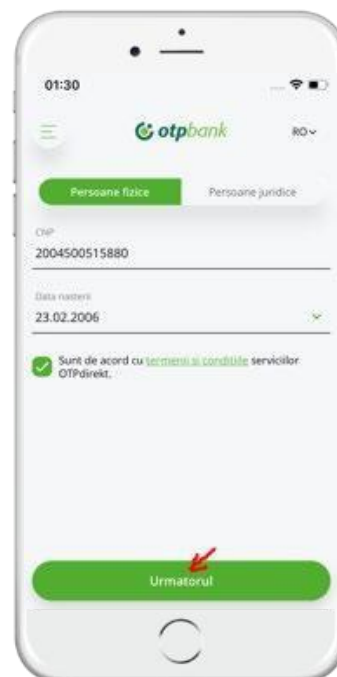 01:30
otpbank
RO
Persoane fizice
Persoane juridice
CNP
2004500515880
Data nasterii
23.02.2006
Sunt de acord cu termenii si conditiile serviciilor
OTPdirekt.
Urmatorul